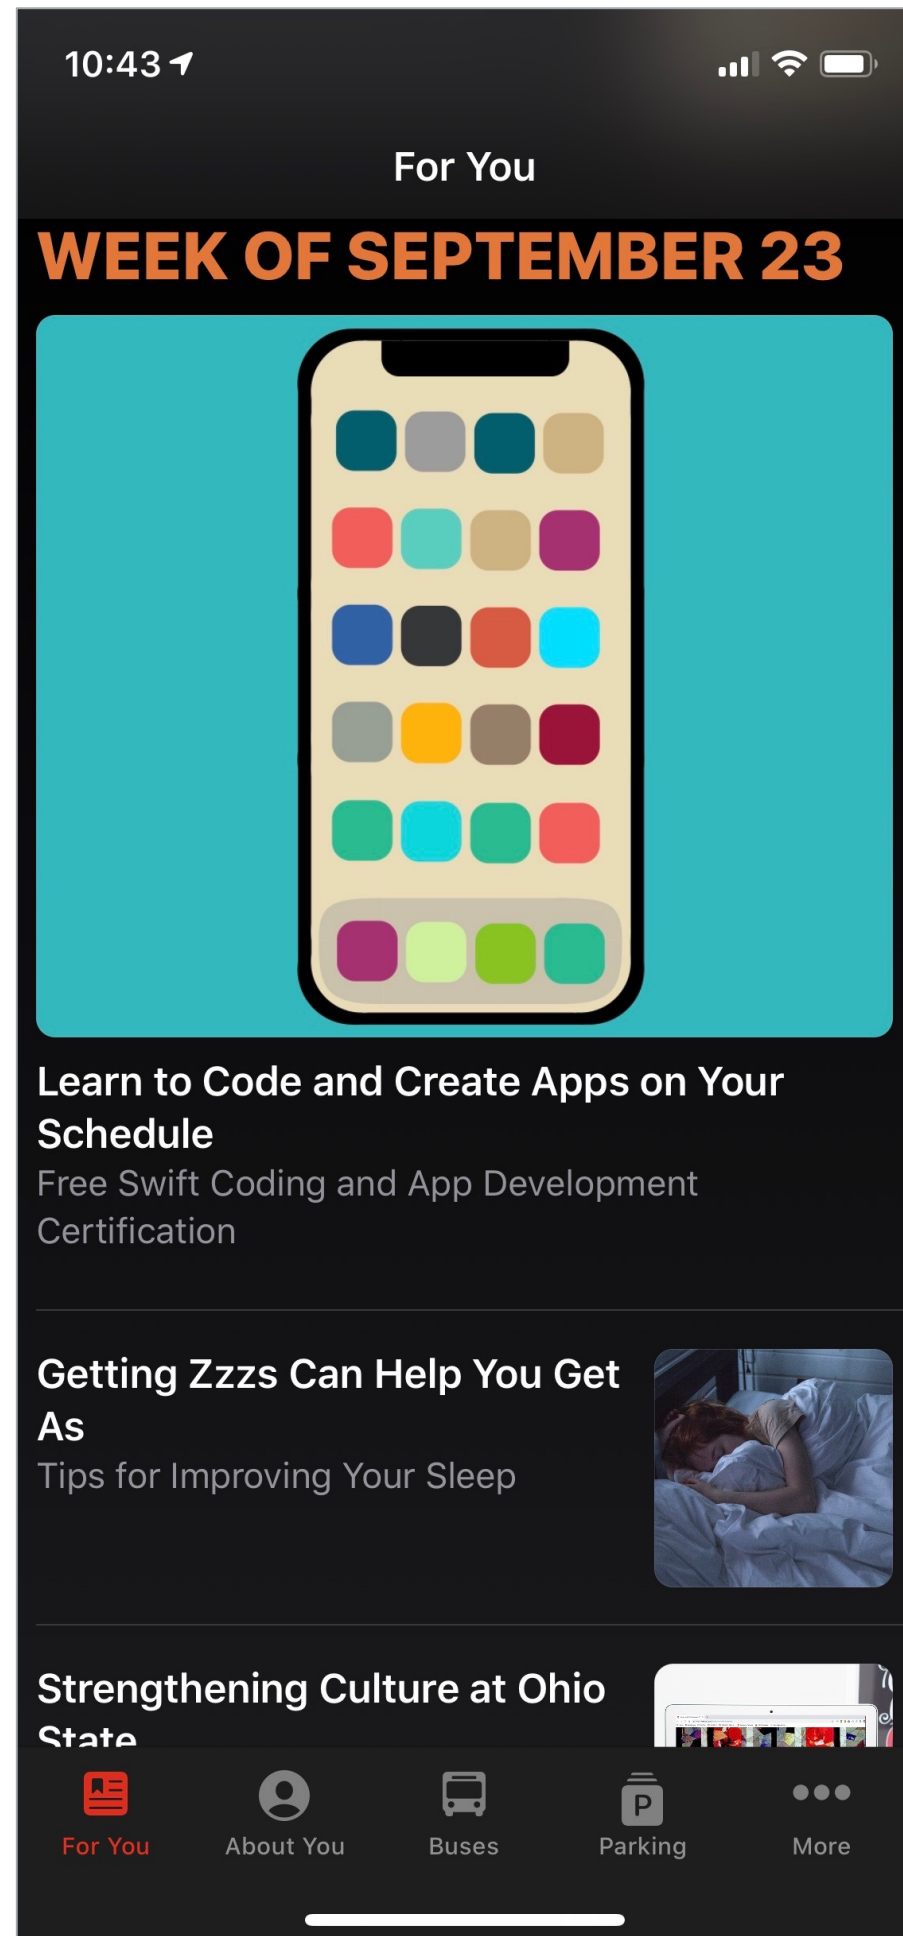 10:43
For You
WEEK OF SEPTEMBER 23
Learn to Code and Create Apps on Your
Schedule
Free Swift Coding and App Development
Certification
Getting Zzzs Can Help You Get
As
Tips for Improving Your Sleep
Strengthening Culture at Ohio
State
P
For You
About You
Buses
Parking
More